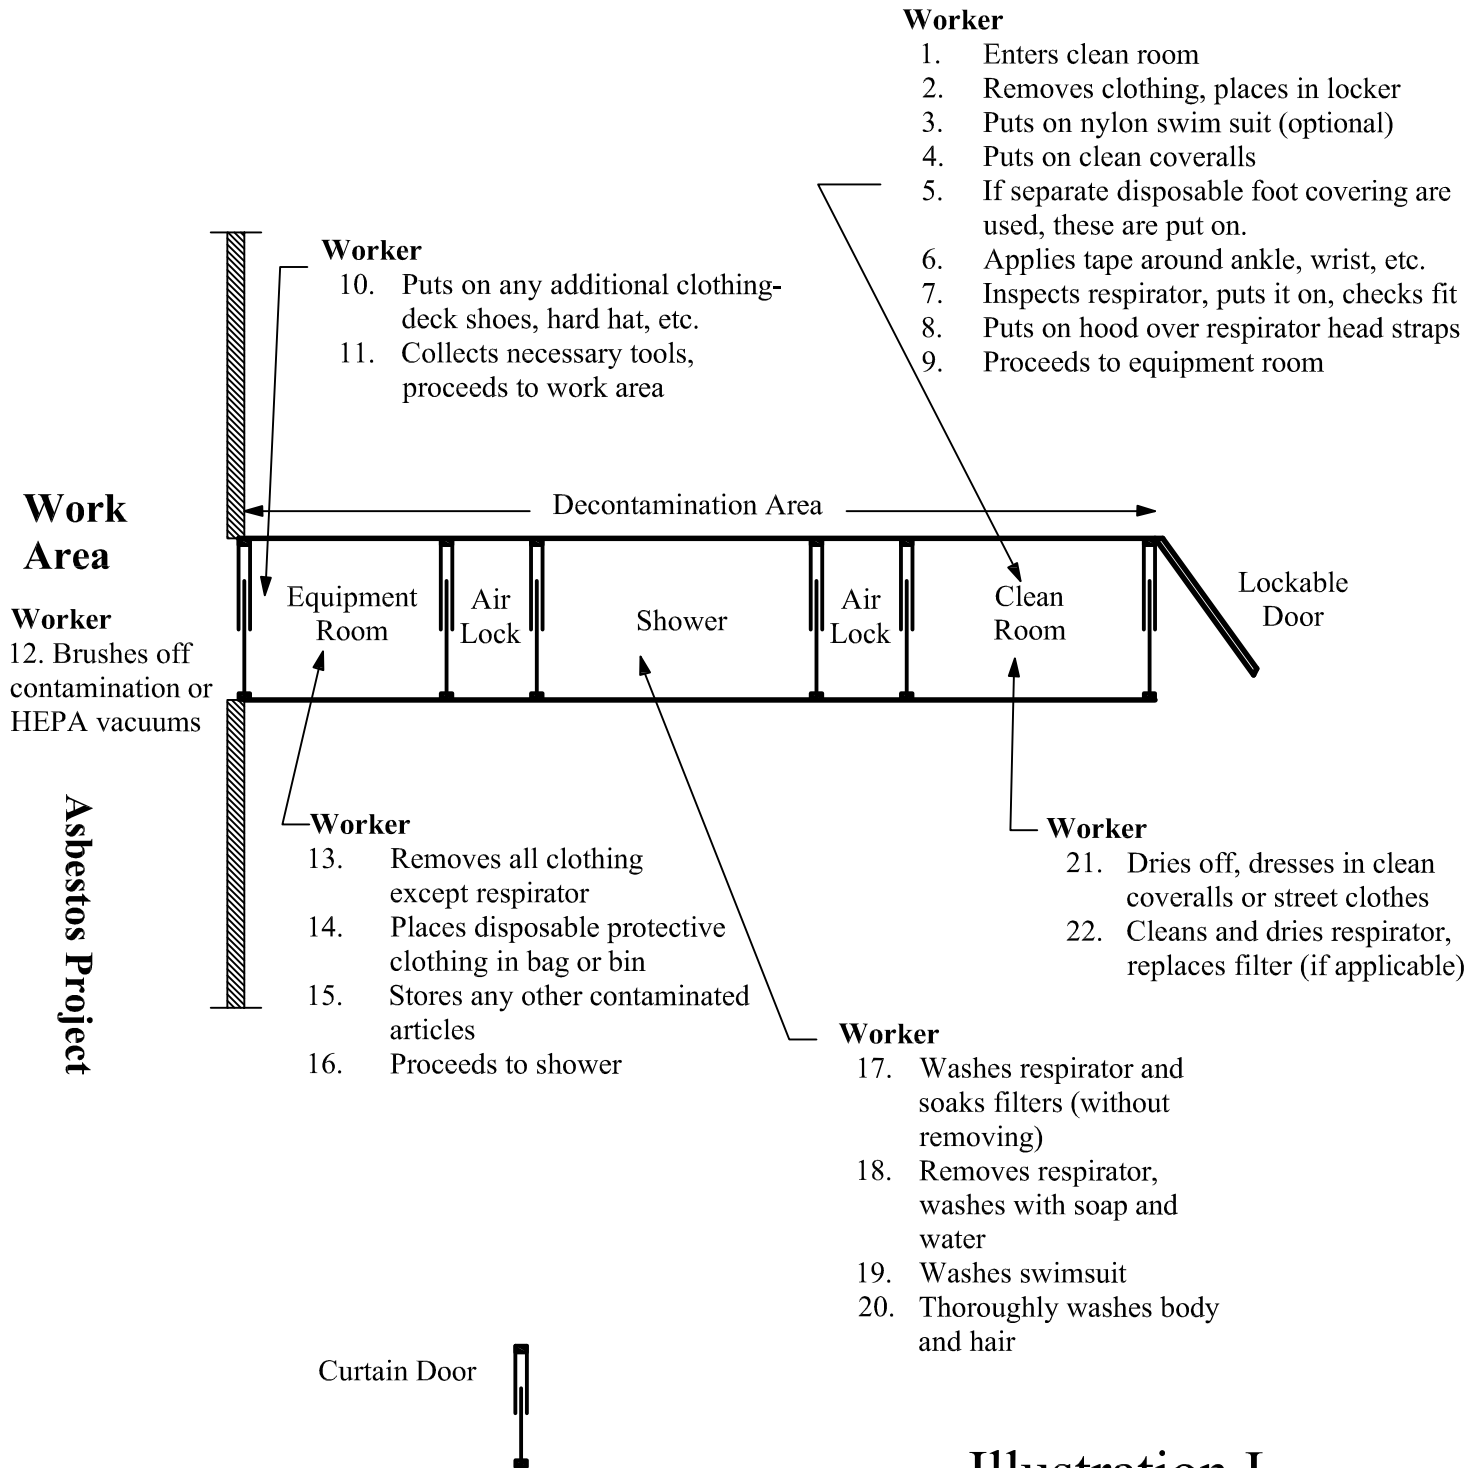 Worker
1. Enters clean room
2. Removes clothing, places in locker
3. Puts on nylon swim suit (optional)
4. Puts on clean coveralls
5. If separate disposable foot covering are
used, these are put on.
6. Applies tape around ankle, wrist, etc.
7. Inspects respirator, puts it on, checks fit
8. Puts on hood over respirator head straps
9. Proceeds to equipment room
Worker
10. Puts on any additional clothing-
deck shoes, hard hat, etc.
11. Collects necessary tools,
proceeds to work area
Work
Area
Decontamination Area
Worker
12. Brushes off
contamination or
HEPA vacuums
Equipment
Room
Air
Lock
Shower
Air
Lock
Clean
Room
Lockable
Door
Asbestos Project
Worker
13. Removes all clothing
except respirator
14. Places disposable protective
clothing in bag or bin
15. Stores any other contaminated
articles
16. Proceeds to shower
Worker
21. Dries off, dresses in clean
coveralls or street clothes
22. Cleans and dries respirator,
replaces filter (if applicable)
Worker
17. Washes respirator and
soaks filters (without
removing)
18. Removes respirator,
washes with soap and
water
19. Washes swimsuit
20. Thoroughly washes body
and hair
Curtain Door
Illustration I